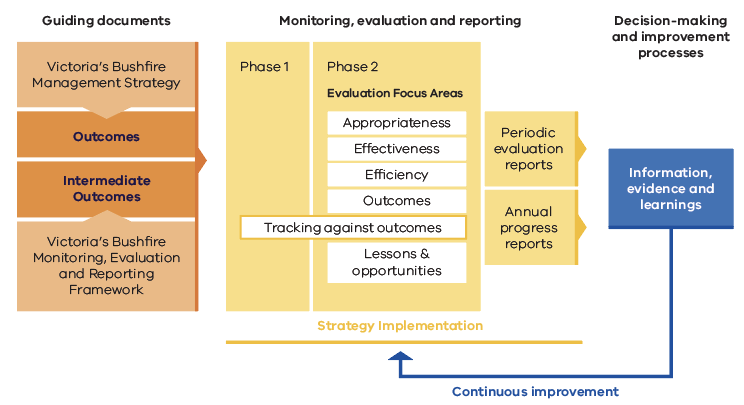 Guiding documents
Victoria's Bushfire
Management Strategy
Outcomes
Intermediate
Outcomes
Victoria's Bushfire
Monitoring, Evaluation
and Reporting
Framework
Monitoring, evaluation and reporting
Phase 1
Phase 2
Evaluation Focus Areas
Appropriateness
Effectiveness
Efficiency
Outcomes
Tracking against outcomes
Lessons &
opportunities
Periodic
evaluation
reports
Annual
progress
reports
Strategy Implementation
Decision-making
and improvement
processes
Information,
evidence and
learnings
Continuous improvement